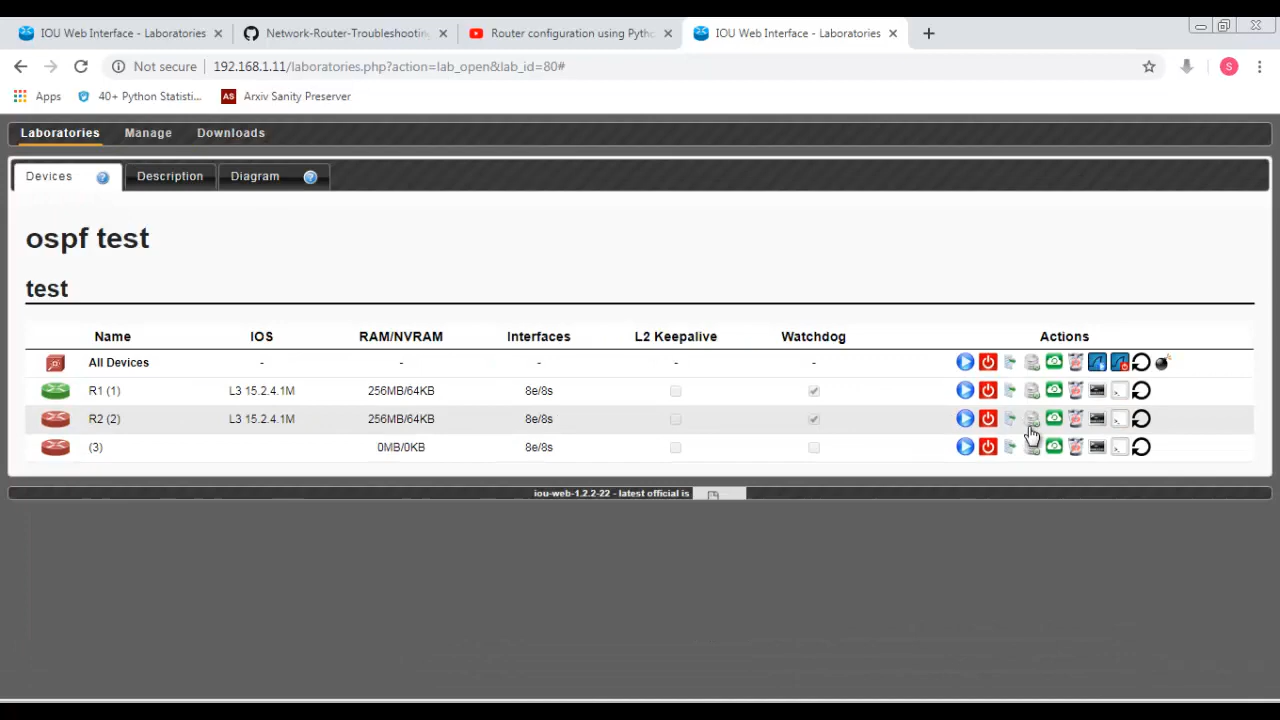 IOU Web Interface - Laboratories
Network-Router-Troubleshooting
Router configuration using Pytho
IOU Web Interface - Laboratories
Not secure
192.168.1.11/laboratories.php?action=lab_open&lab_id=80#
S
Apps
40+ Python Statisti...
AS
Arxiv Sanity Preserver
Laboratories
Manage
Downloads
Devices
Description
Diagram
ospf test
test
Name IOS RAM/NVRAM Interfaces L2 Keepalive Watchdog Actions
All Devices - - - - -
R1 (1) L3 15.2.4.1M 256MB/64KB 8e/8s
R2 (2) L3 15.2.4.1M 256MB/64KB 8e/8s
(3) 0MB/0KB 8e/8s
iou-web-1.2.2-22 - latest official is